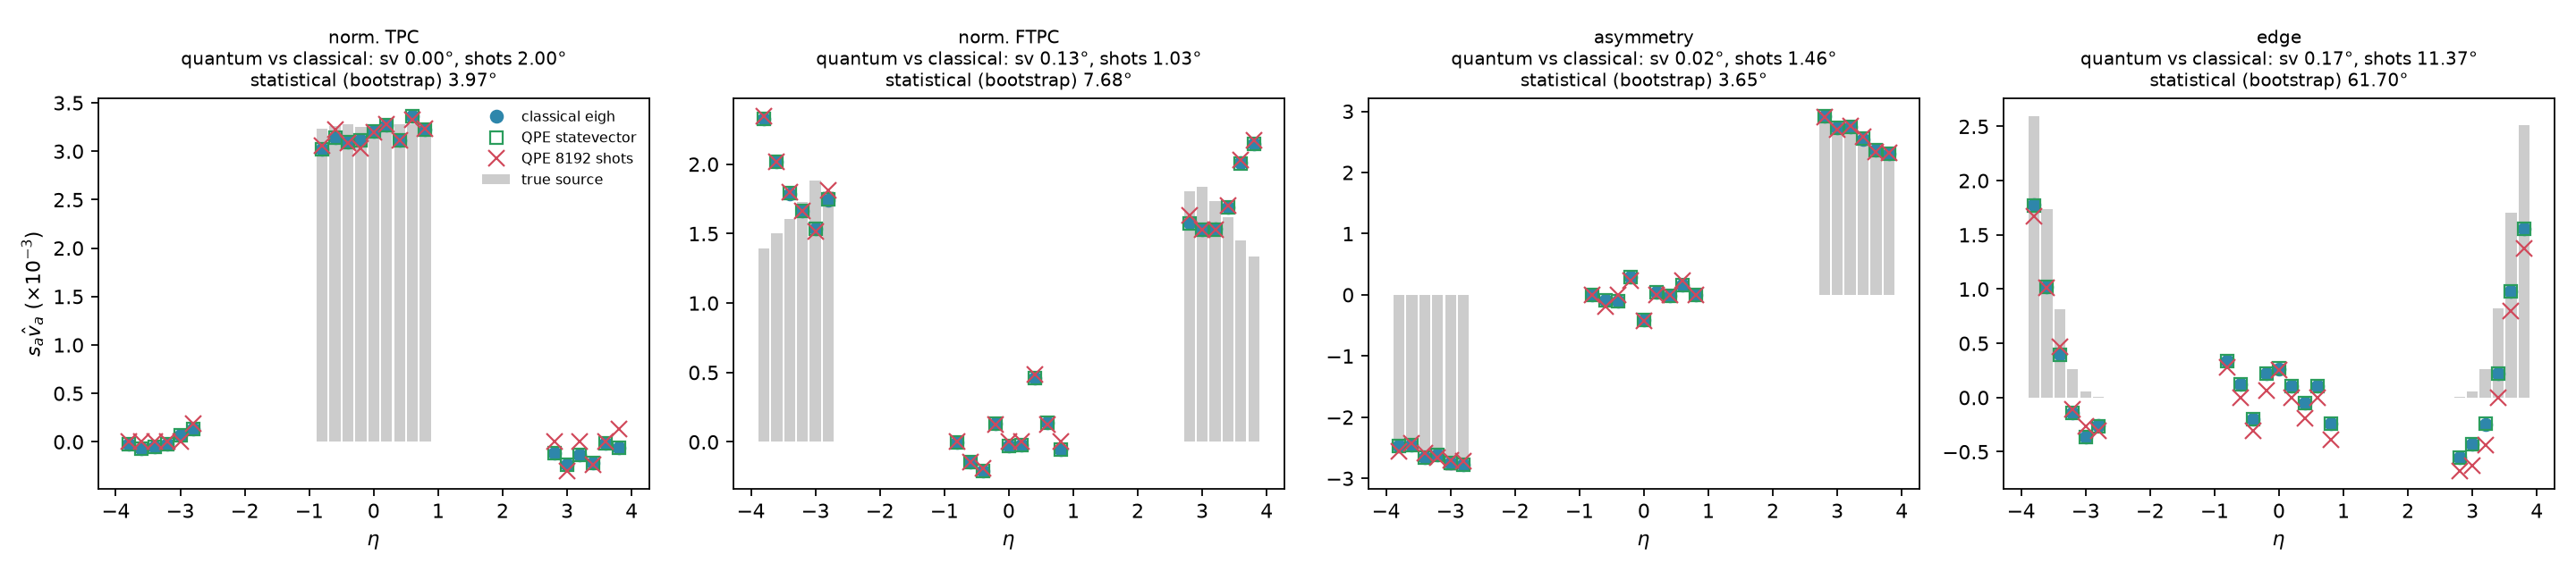 norm. TPC
quantum vs classical: sv 0.00°, shots 2.00°
statistical (bootstrap) 3.97°
norm. FTPC
quantum vs classical: sv 0.13°, shots 1.03°
statistical (bootstrap) 7.68°
asymmetry
quantum vs classical: sv 0.02°, shots 1.46°
statistical (bootstrap) 3.65°
edge
quantum vs classical: sv 0.17°, shots 11.37°
statistical (bootstrap) 61.70°
classical eigh
QPE statevector
QPE 8192 shots
true source
$s_a\hat{v}_a$ (×10⁻³)
3.5
3.0
2.5
2.0
1.5
1.0
0.5
0.0
−4 −3 −2 −1 0 1 2 3 4
η
2.0
1.5
1.0
0.5
0.0
−4 −3 −2 −1 0 1 2 3 4
η
3
2
1
0
−1
−2
−3
−4 −3 −2 −1 0 1 2 3 4
η
2.5
2.0
1.5
1.0
0.5
0.0
−0.5
−4 −3 −2 −1 0 1 2 3 4
η